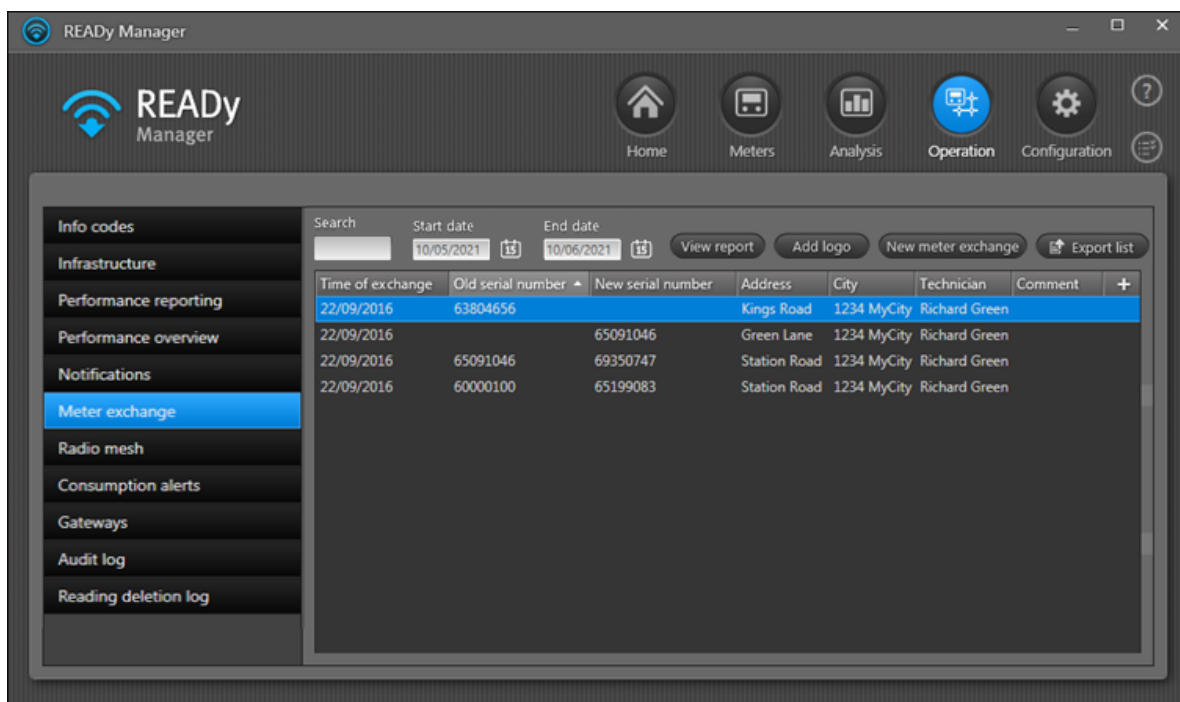 READy Manager
READy
Manager
Home Meters Analysis Operation Configuration
?
Info codes
Infrastructure
Performance reporting
Performance overview
Notifications
Meter exchange
Radio mesh
Consumption alerts
Gateways
Audit log
Reading deletion log
Search Start date End date
10/05/2021 15 10/06/2021 15 View report Add logo New meter exchange Export list
Time of exchange Old serial number New serial number Address City Technician Comment +
22/09/2016 63804656 Kings Road 1234 MyCity Richard Green
22/09/2016 65091046 Green Lane 1234 MyCity Richard Green
22/09/2016 65091046 69350747 Station Road 1234 MyCity Richard Green
22/09/2016 60000100 65199083 Station Road 1234 MyCity Richard Green